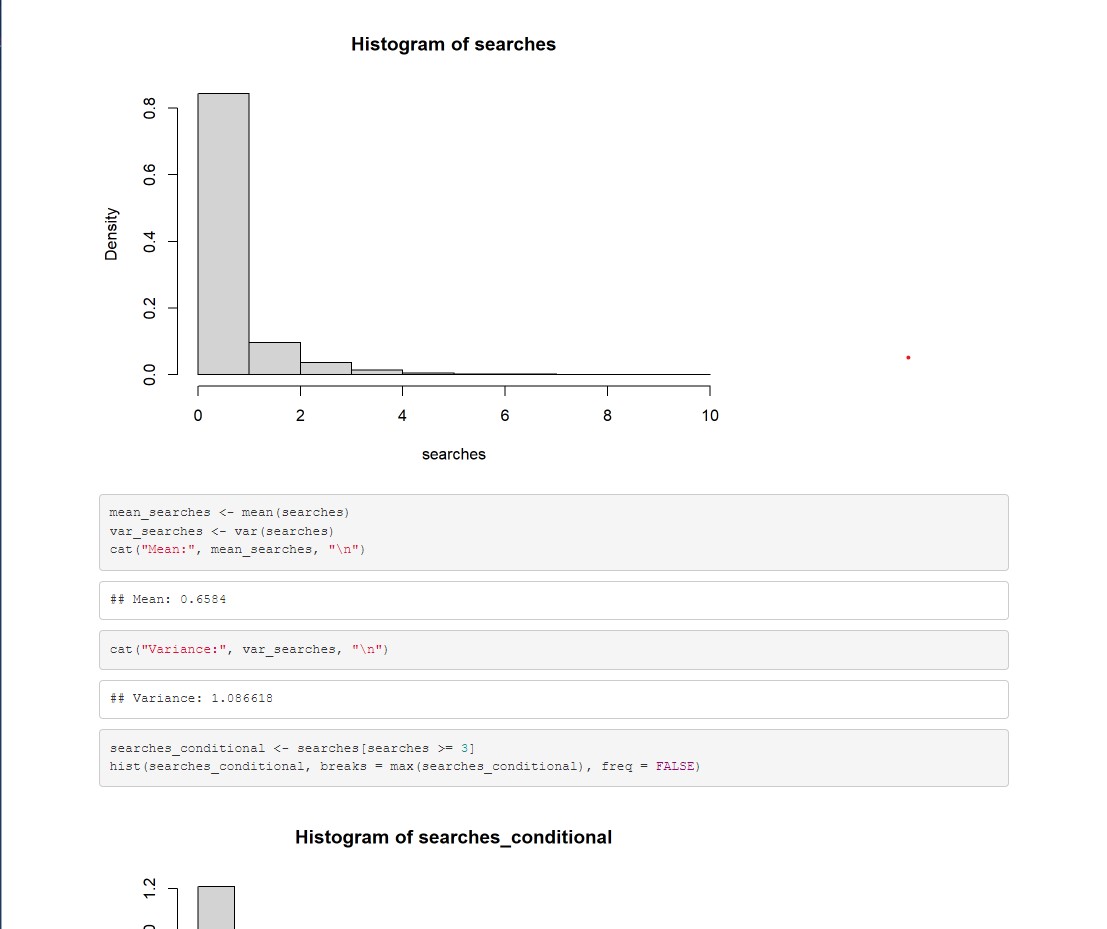 Histogram of searches
0.8
0.6
0.4
0.2
0.0
Density
0 2 4 6 8 10
searches
mean_searches <- mean(searches)
var_searches <- var(searches)
cat("Mean:", mean_searches, "\n")
## Mean: 0.6584
cat("Variance:", var_searches, "\n")
## Variance: 1.086618
searches_conditional <- searches[searches >= 3]
hist(searches_conditional, breaks = max(searches_conditional), freq = FALSE)
Histogram of searches_conditional
1.2